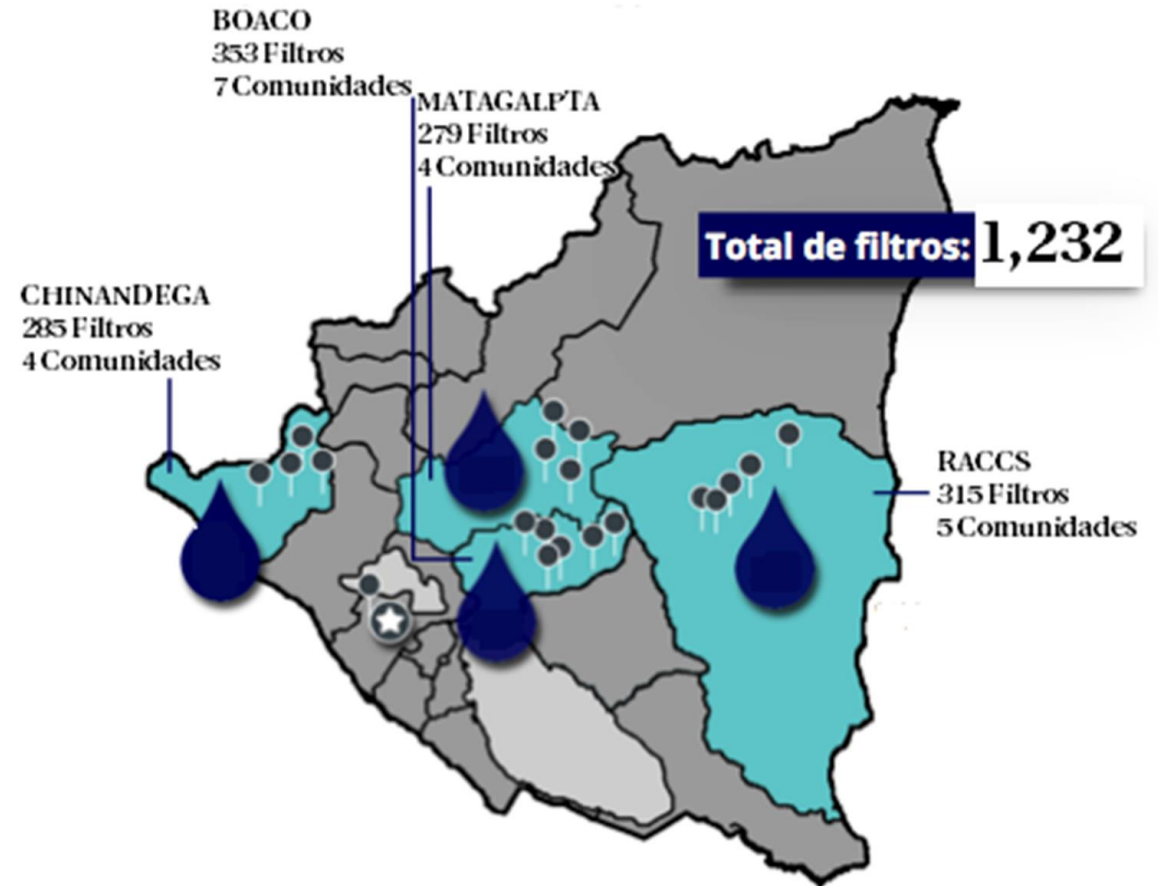 BOACO
353 Filtros
7 Comunidades
MATAGALPTA
279 Filtros
4 Comunidades
Total de filtros: 1,232
CHINANDEGA
285 Filtros
4 Comunidades
RACCS
315 Filtros
5 Comunidades